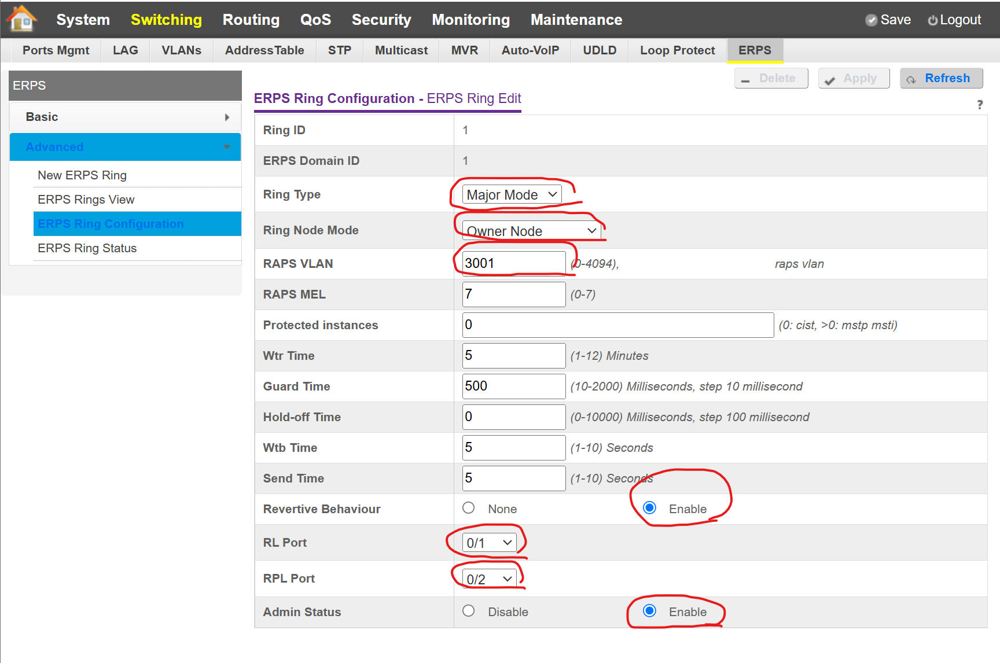 System Switching Routing QoS Security Monitoring Maintenance Save Logout
Ports Mgmt LAG VLANs AddressTable STP Multicast MVR Auto-VoIP UDLD Loop Protect ERPS
ERPS
Basic
Advanced
New ERPS Ring
ERPS Rings View
ERPS Ring Configuration
ERPS Ring Status
Delete Apply Refresh
ERPS Ring Configuration - ERPS Ring Edit
?
Ring ID 1
ERPS Domain ID 1
Ring Type Major Mode
Ring Node Mode Owner Node
RAPS VLAN 3001 (0-4094), raps vlan
RAPS MEL 7 (0-7)
Protected instances 0 (0: cist, >0: mstp msti)
Wtr Time 5 (1-12) Minutes
Guard Time 500 (10-2000) Milliseconds, step 10 millisecond
Hold-off Time 0 (0-10000) Milliseconds, step 100 millisecond
Wtb Time 5 (1-10) Seconds
Send Time 5 (1-10) Seconds
Revertive Behaviour None Enable
RL Port 0/1
RPL Port 0/2
Admin Status Disable Enable